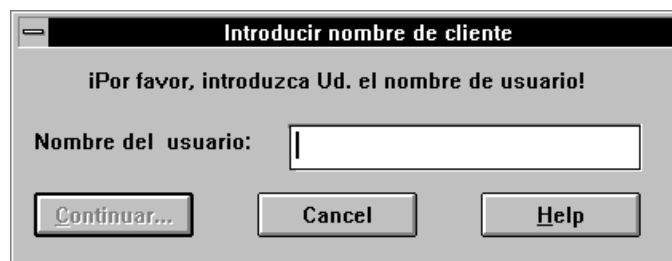 Introducir nombre de cliente
¡Por favor, introduzca Ud. el nombre de usuario!
Nombre del usuario:
Continuar... Cancel Help